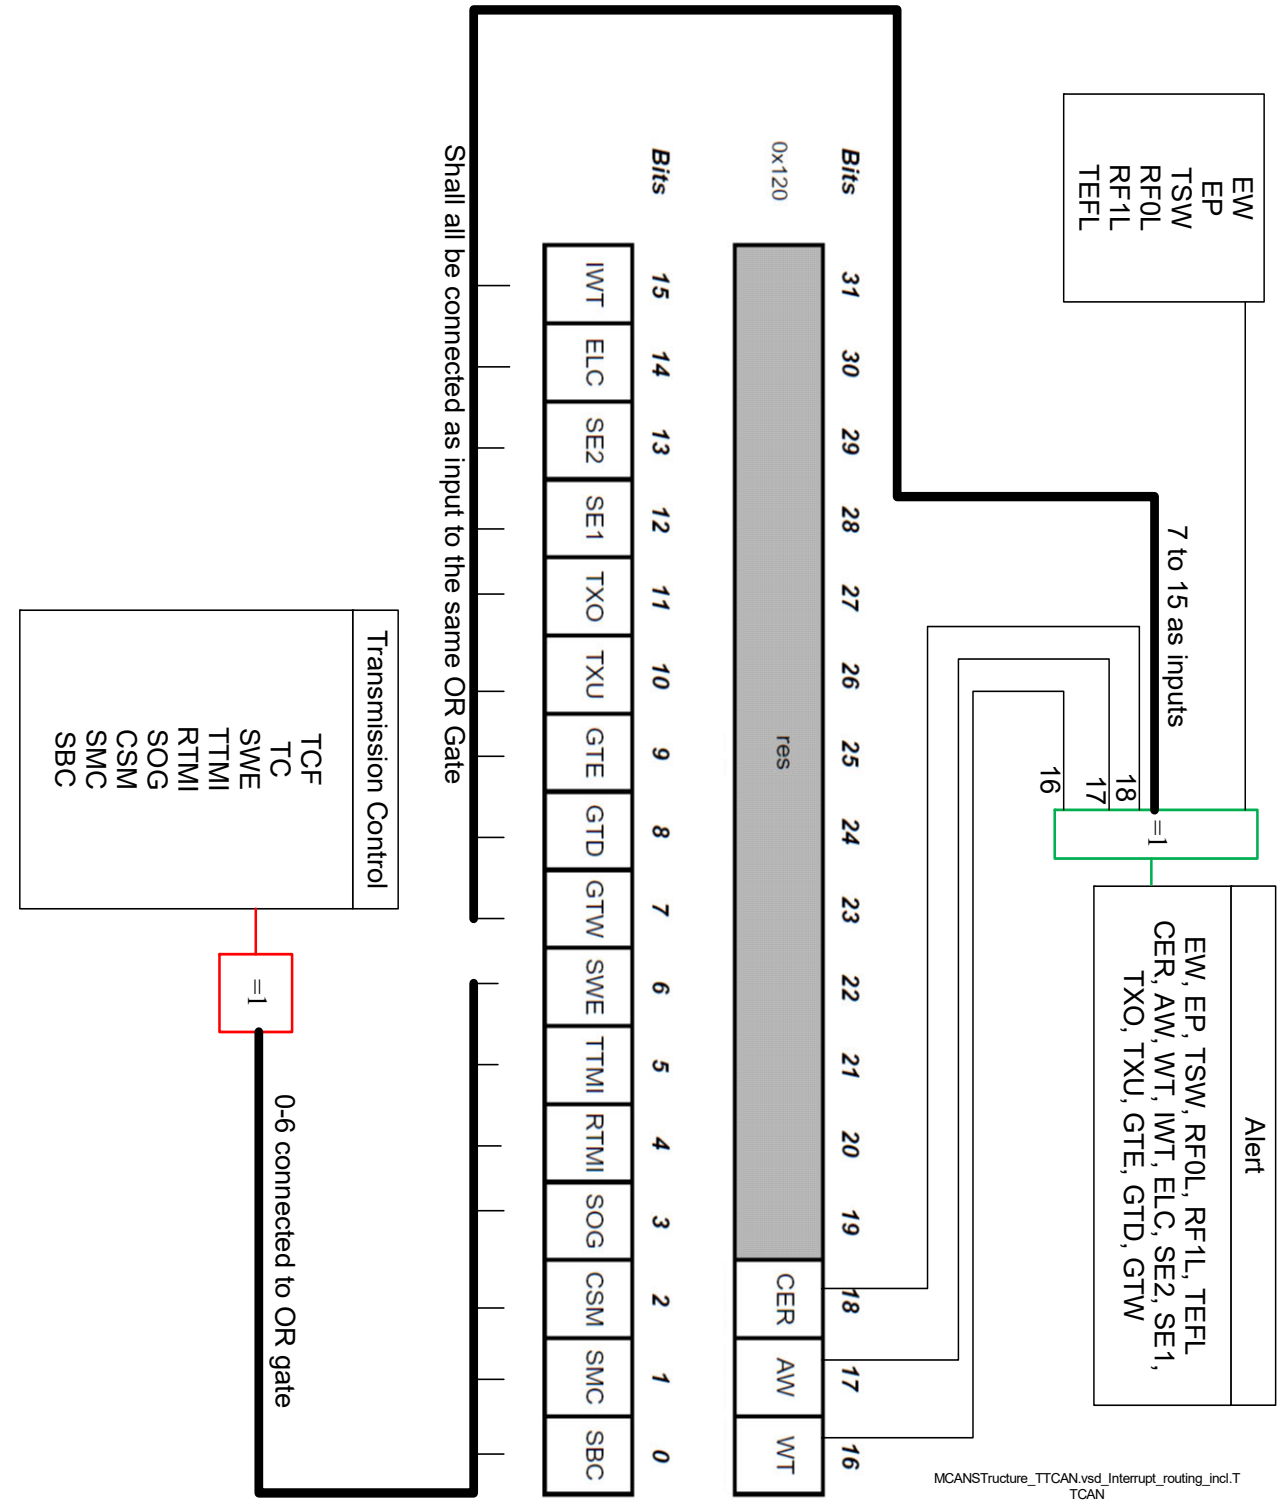 EW
EP
TSW
RF0L
RF1L
TEFL
7 to 15 as inputs
18
17
16
=1
Alert
EW, EP, TSW, RF0L, RF1L, TEFL
CER, AW, WT, IWT, ELC, SE2, SE1,
TXO, TXU, GTE, GTD, GTW
Bits 31 30 29 28 27 26 25 24 23 22 21 20 19 18 17 16
0x120 res CER AW WT
Bits 15 14 13 12 11 10 9 8 7 6 5 4 3 2 1 0
IWT ELC SE2 SE1 TXO TXU GTE GTD GTW SWE TTMI RTMI SOG CSM SMC SBC
Shall all be connected as input to the same OR Gate
Transmission Control
TCF
TC
SWE
TTMI
RTMI
SOG
CSM
SMC
SBC
=1
0-6 connected to OR gate
MCANSTructure_TTCAN.vsd_Interrupt_routing_incl.T
TCAN